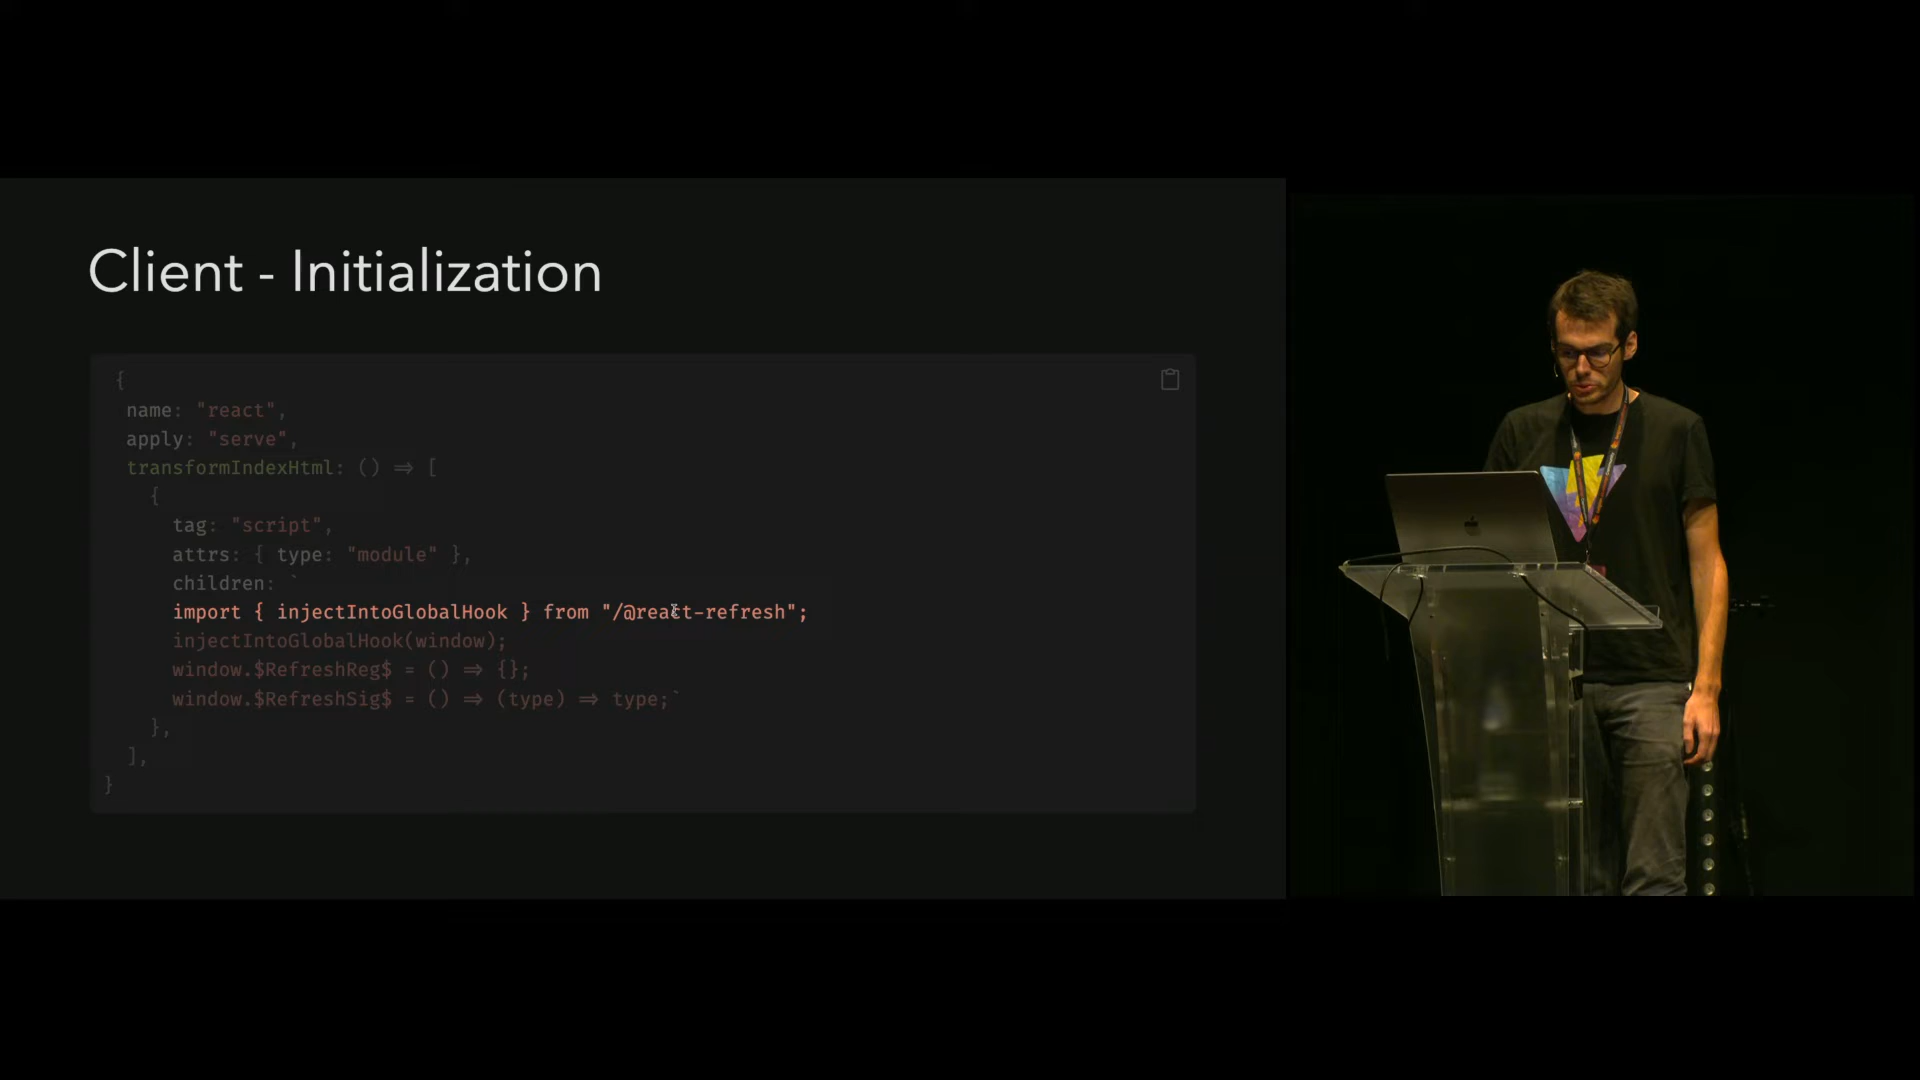 Client - Initialization
{
name: "react",
apply: "serve",
transformIndexHtml: () => [
{
tag: "script",
attrs: { type: "module" },
children: `
import { injectIntoGlobalHook } from "/@react-refresh";
injectIntoGlobalHook(window);
window.$RefreshReg$ = () => {};
window.$RefreshSig$ = () => (type) => type;`
},
],
}